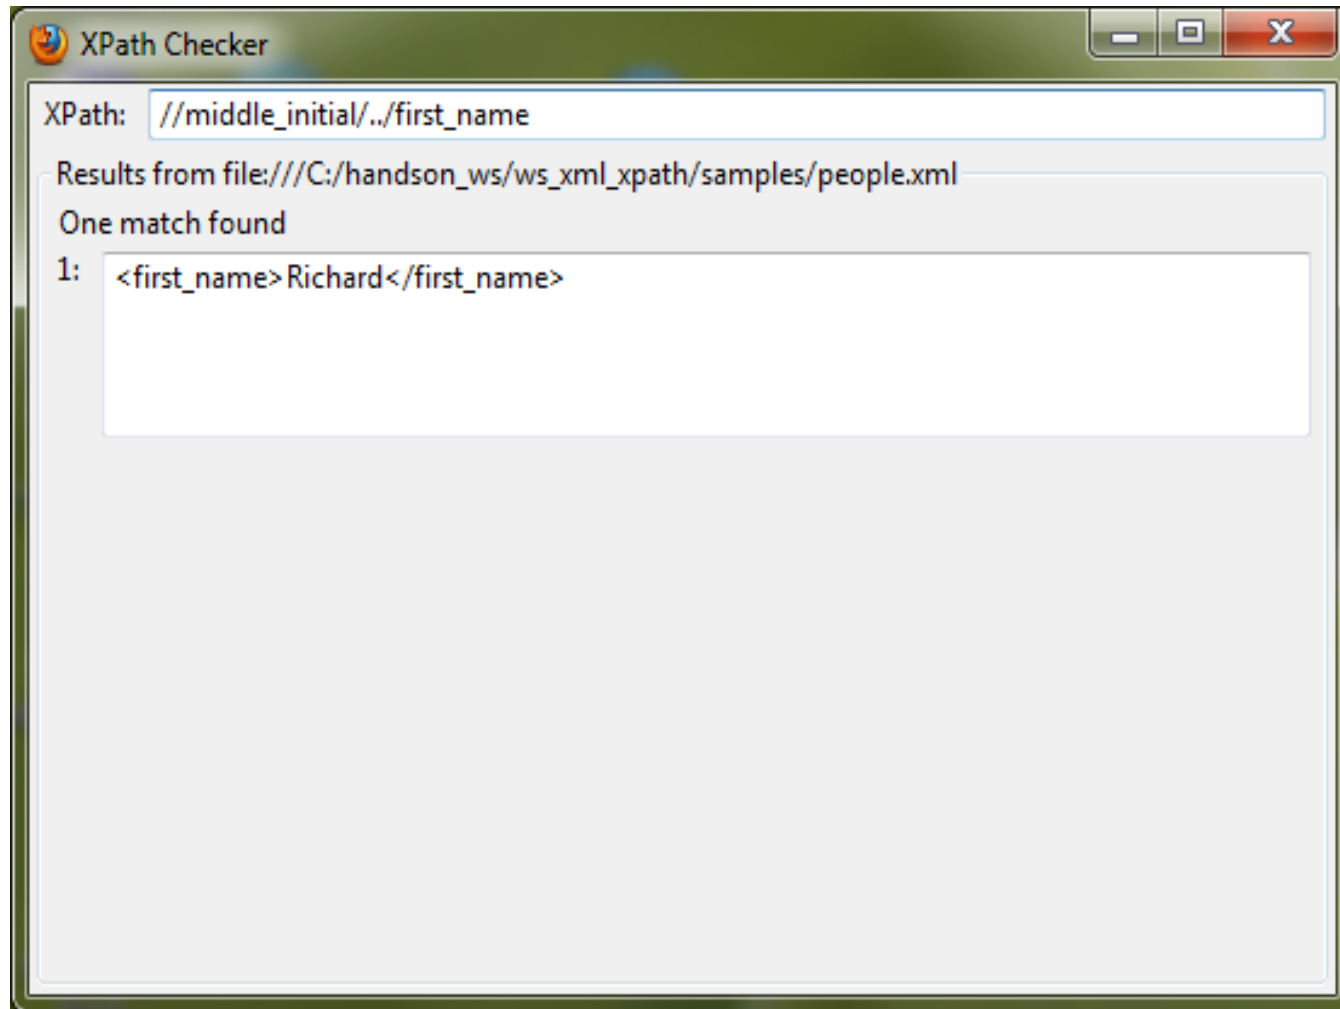 XPath Checker
XPath: //middle_initial/../first_name
Results from file:///C:/handson_ws/ws_xml_xpath/samples/people.xml
One match found
1: <first_name>Richard</first_name>